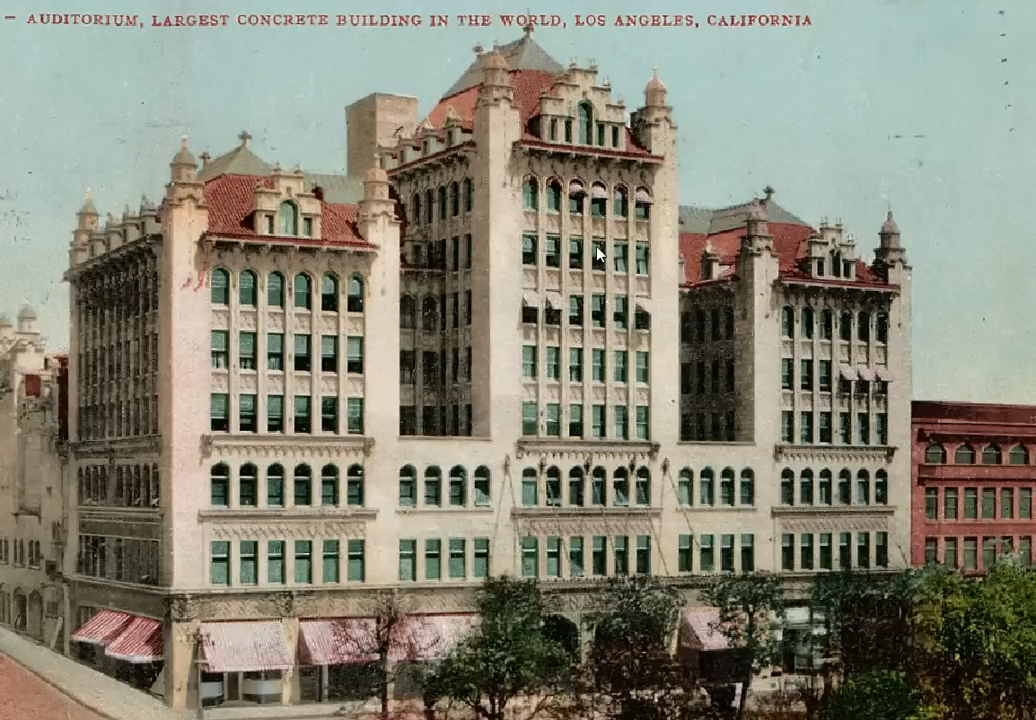 – AUDITORIUM, LARGEST CONCRETE BUILDING IN THE WORLD, LOS ANGELES, CALIFORNIA